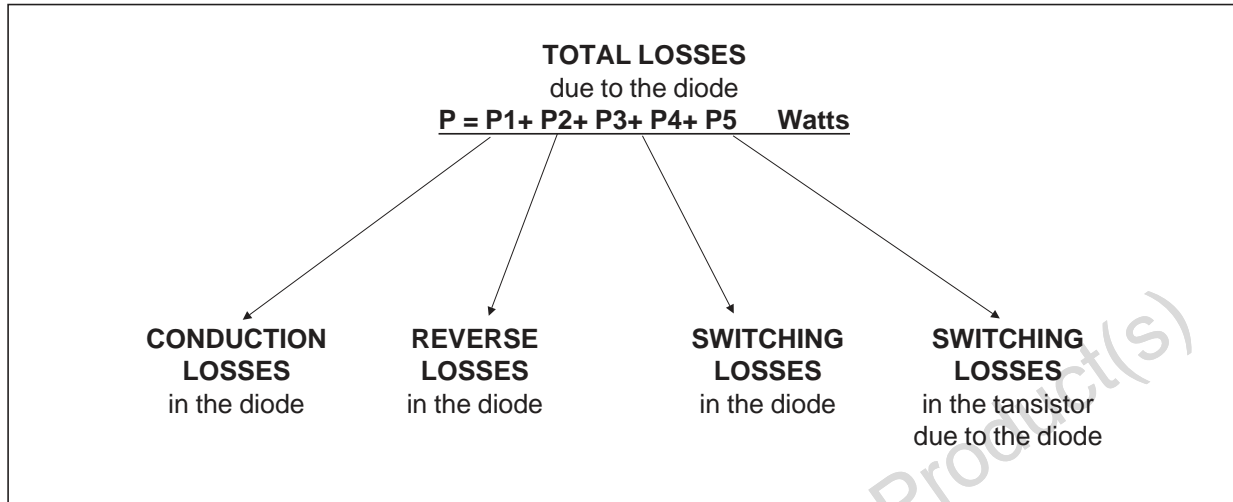 TOTAL LOSSES
due to the diode
P = P1+ P2+ P3+ P4+ P5 Watts
CONDUCTION
LOSSES
in the diode
REVERSE
LOSSES
in the diode
SWITCHING
LOSSES
in the diode
SWITCHING
LOSSES
in the tansistor
due to the diode
Product(s)